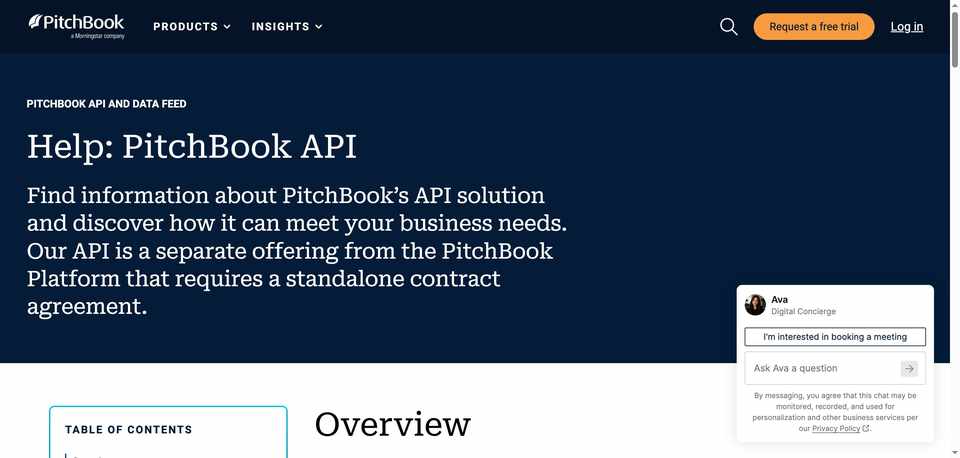 PitchBook
a Morningstar company
PRODUCTS
INSIGHTS
Request a free trial
Log in
PITCHBOOK API AND DATA FEED
Help: PitchBook API
Find information about PitchBook’s API solution
and discover how it can meet your business needs.
Our API is a separate offering from the PitchBook
Platform that requires a standalone contract
agreement.
Ava
Digital Concierge
I'm interested in booking a meeting
Ask Ava a question
By messaging, you agree that this chat may be
monitored, recorded, and used for
personalization and other business services per
our Privacy Policy.
TABLE OF CONTENTS
Overview